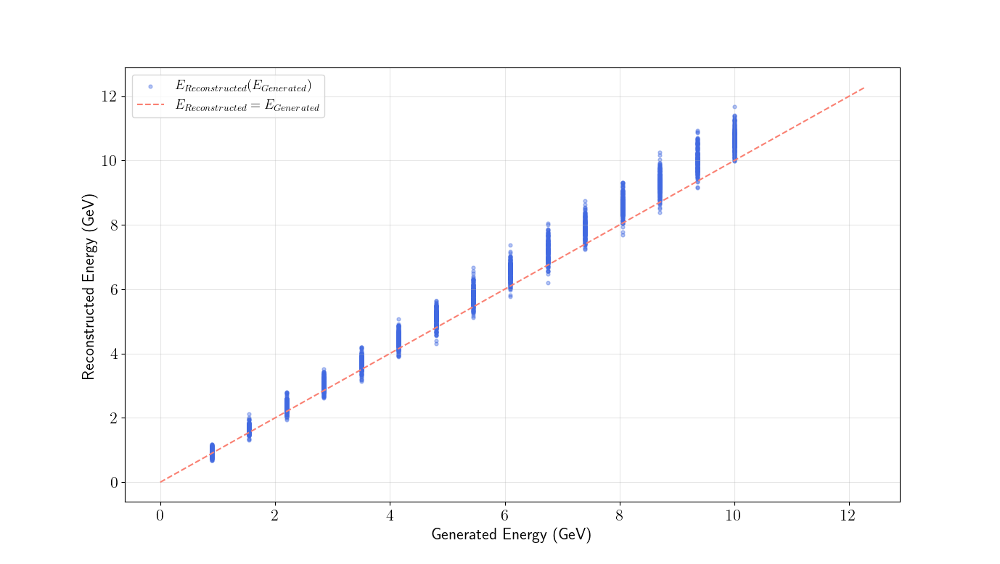 E_{Reconstructed}(E_{Generated})
E_{Reconstructed} = E_{Generated}
12
10
8
6
4
2
0
Reconstructed Energy (GeV)
0 2 4 6 8 10 12
Generated Energy (GeV)